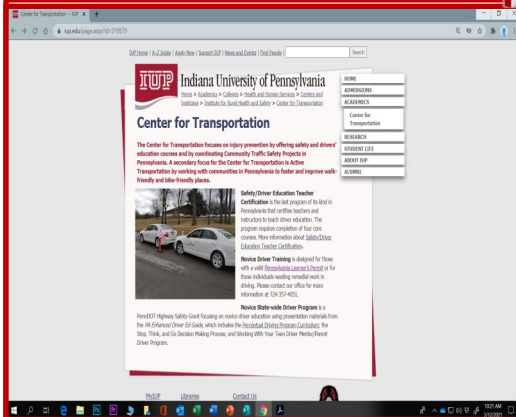 Center for Transportation - IUP
iup.edu/page.aspx?id=219579
IUP Home | A-Z Index | Apply Now | Support IUP | News and Events | Find People |
Search
IUP
Indiana University of Pennsylvania
Home > Academics > Colleges > Health and Human Services > Centers and
Institutes > Institute for Rural Health and Safety > Center for Transportation
HOME
ADMISSIONS
ACADEMICS
Center for
Transportation
RESEARCH
STUDENT LIFE
ABOUT IUP
ALUMNI
Center for Transportation
The Center for Transportation focuses on injury prevention by offering safety and drivers'
education courses and by coordinating Community Traffic Safety Projects in
Pennsylvania. A secondary focus for the Center for Transportation is Active
Transportation by working with communities in Pennsylvania to foster and improve walk-
friendly and bike-friendly places.
Safety/Driver Education Teacher
Certification is the last program of its kind in
Pennsylvania that certifies teachers and
instructors to teach driver education. The
program requires completion of four core
courses. More information about Safety/Driver
Education Teacher Certification.
Novice Driver Training is designed for those
with a valid Pennsylvania Learner's Permit or for
those individuals needing remedial work in
driving. Please contact our office for more
information at 724-357-4051.
Novice State-wide Driver Program is a
PennDOT Highway Safety Grant focusing on novice driver education using presentation materials from
the PA Enhanced Driver Ed Guide, which includes the Perceptual Driving Program Curriculum; the
Stop, Think, and Go Decision Making Process; and Working With Your Teen Driver Mentor/Parent
Driver Program.
MyIUP
Libraries
Contact Us
10:21 AM
3/12/2021